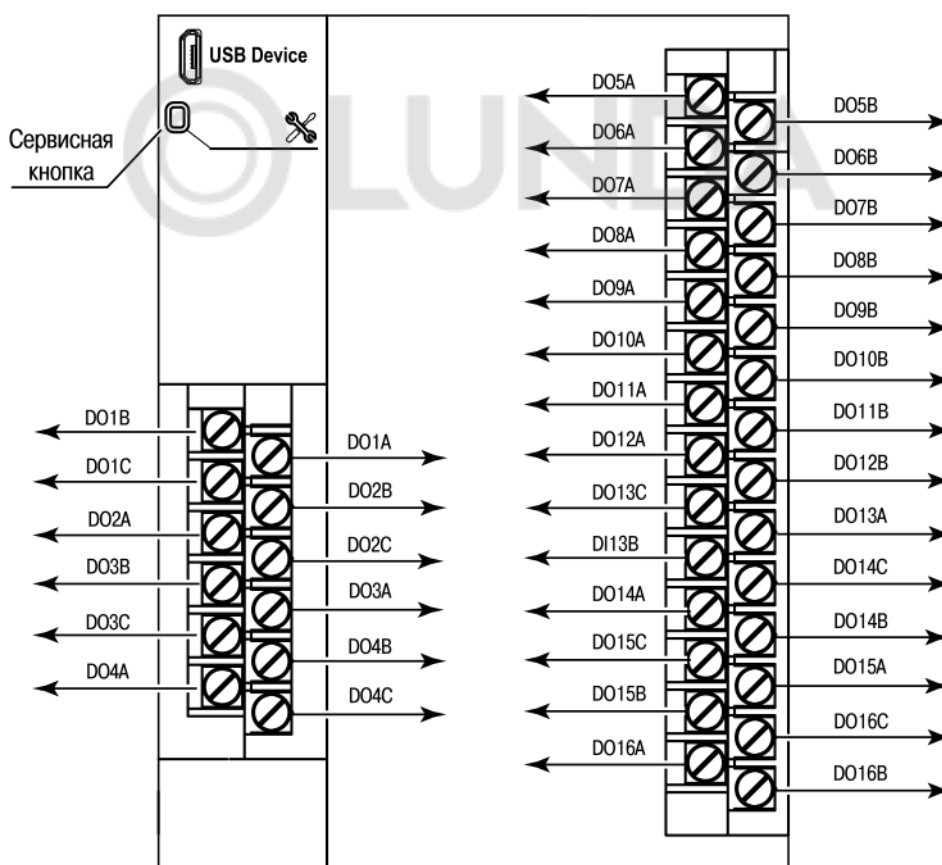 USB Device
Сервисная
кнопка
LUNDA
DO1B
DO1C
DO2A
DO3B
DO3C
DO4A
DO1A
DO2B
DO2C
DO3A
DO4B
DO4C
DO5A
DO6A
DO7A
DO8A
DO9A
DO10A
DO11A
DO12A
DO13C
DI13B
DO14A
DO15C
DO15B
DO16A
DO5B
DO6B
DO7B
DO8B
DO9B
DO10B
DO11B
DO12B
DO13A
DO14C
DO14B
DO15A
DO16C
DO16B